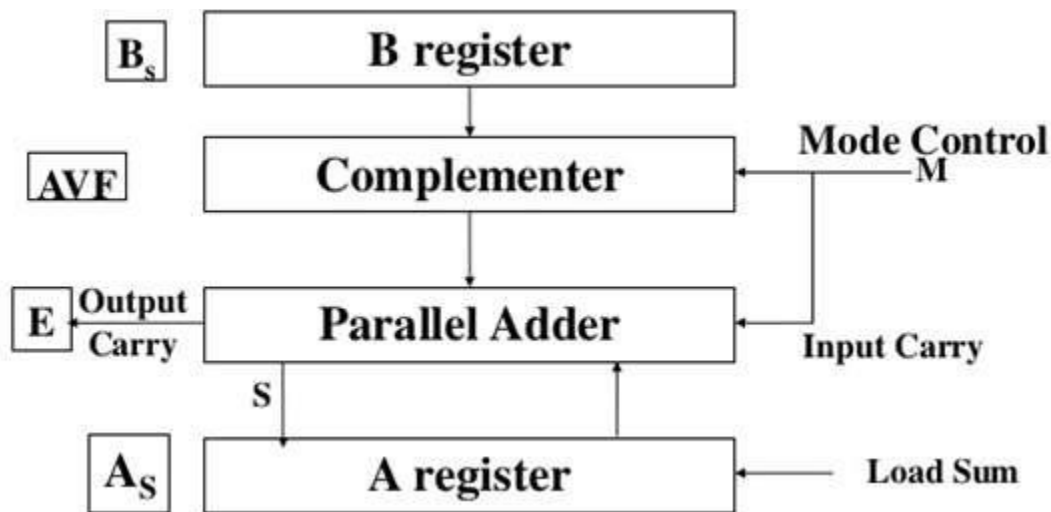 B register
Bs
Mode Control
M
Complementer
AVF
Output
Carry
E
Parallel Adder
Input Carry
S
A register
AS
Load Sum